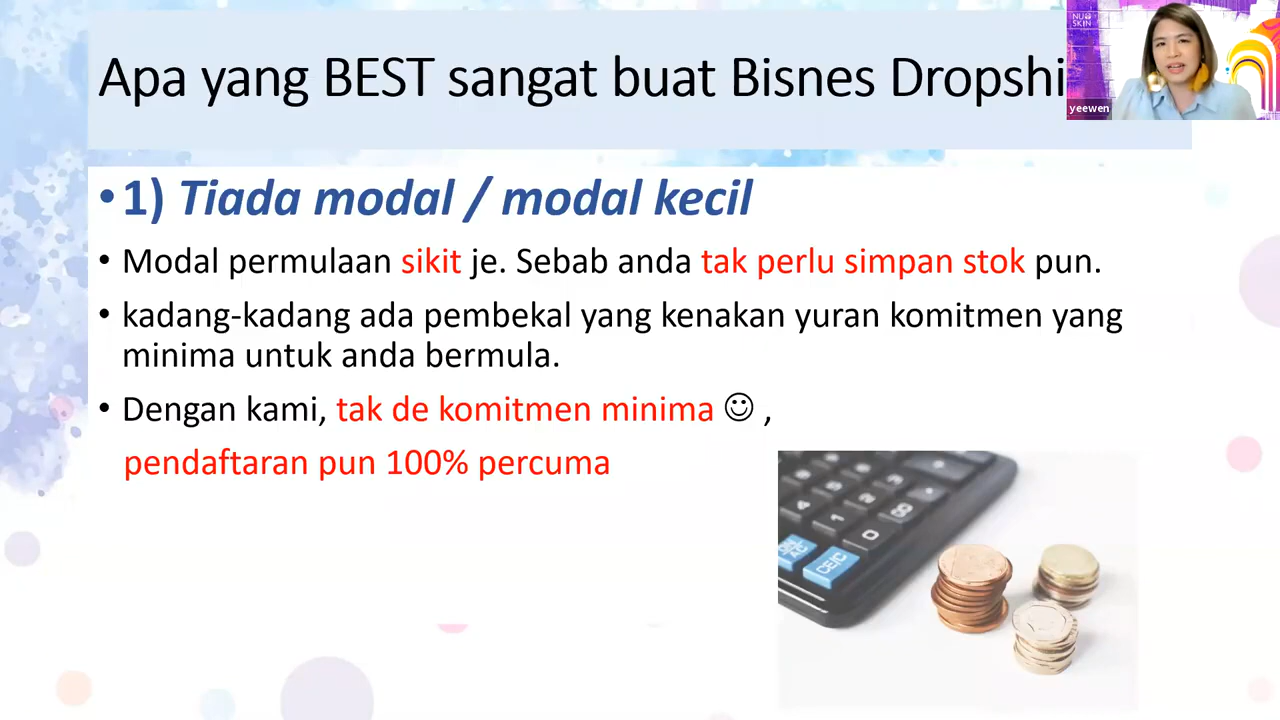 Apa yang BEST sangat buat Bisnes Dropshi
NU SKIN
yeewen
•1) Tiada modal / modal kecil
• Modal permulaan sikit je. Sebab anda tak perlu simpan stok pun.
• kadang-kadang ada pembekal yang kenakan yuran komitmen yang
minima untuk anda bermula.
• Dengan kami, tak de komitmen minima ☺ ,
pendaftaran pun 100% percuma